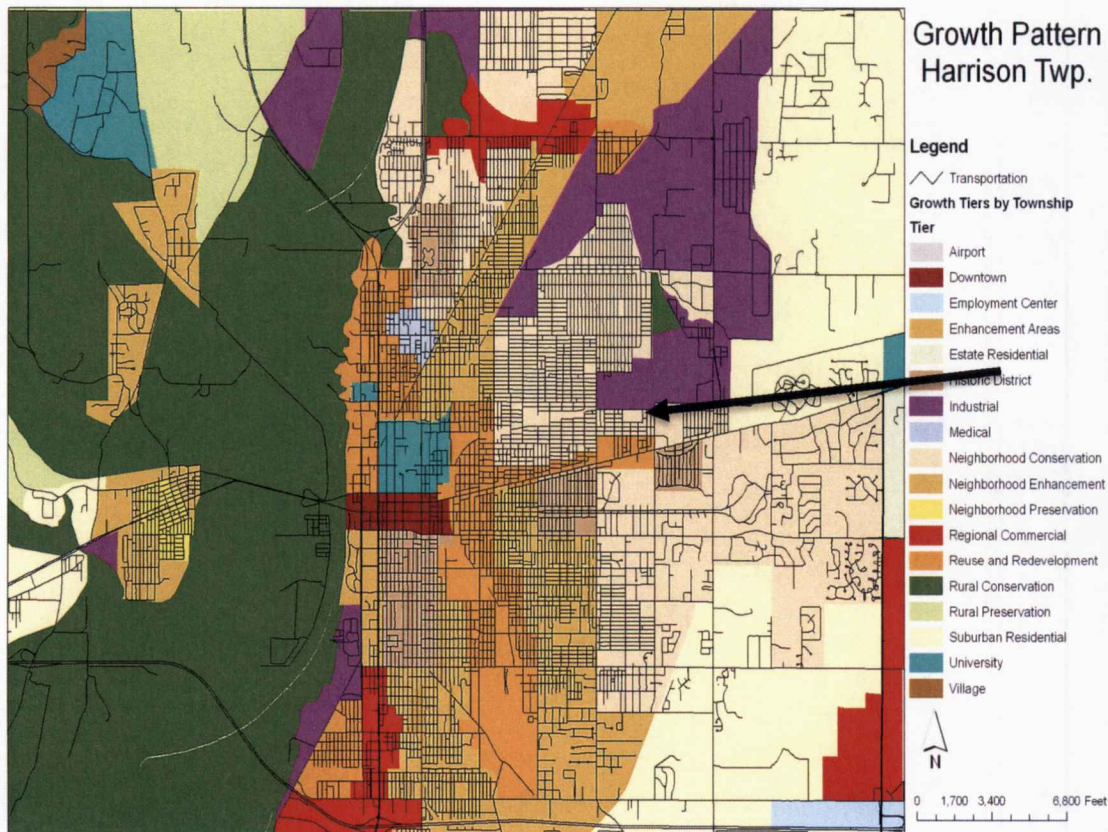 Growth Pattern
Harrison Twp.
Legend
Transportation
Growth Tiers by Township
Tier
Airport
Downtown
Employment Center
Enhancement Areas
Estate Residential
Historic District
Industrial
Medical
Neighborhood Conservation
Neighborhood Enhancement
Neighborhood Preservation
Regional Commercial
Reuse and Redevelopment
Rural Conservation
Rural Preservation
Suburban Residential
University
Village
N
0 1,700 3,400 6,800 Feet